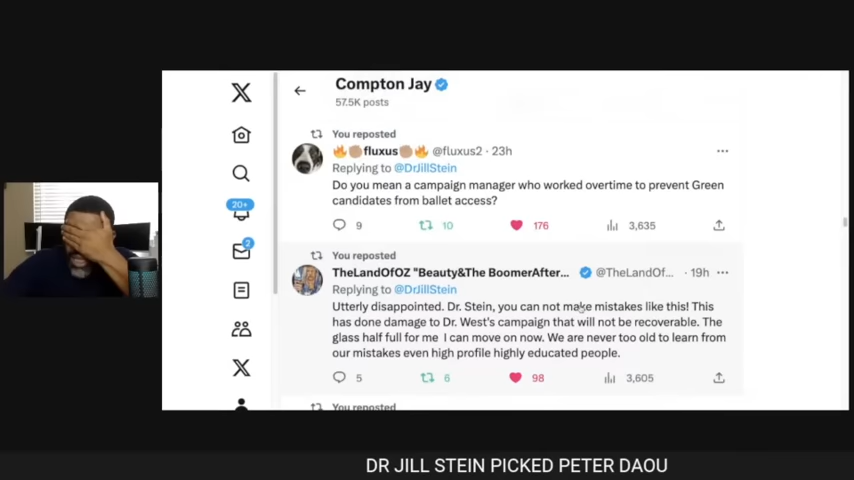 Compton Jay
57.5K posts
You reposted
fluxus @fluxus2 · 23h
Replying to @DrJillStein
Do you mean a campaign manager who worked overtime to prevent Green
candidates from ballet access?
9 10 176 3,635
You reposted
TheLandOfOZ "Beauty&The BoomerAfter... @TheLandOf... · 19h
Replying to @DrJillStein
Utterly disappointed. Dr. Stein, you can not make mistakes like this! This
has done damage to Dr. West's campaign that will not be recoverable. The
glass half full for me I can move on now. We are never too old to learn from
our mistakes even high profile highly educated people.
5 6 98 3,605
You reposted
20+
2
DR JILL STEIN PICKED PETER DAOU